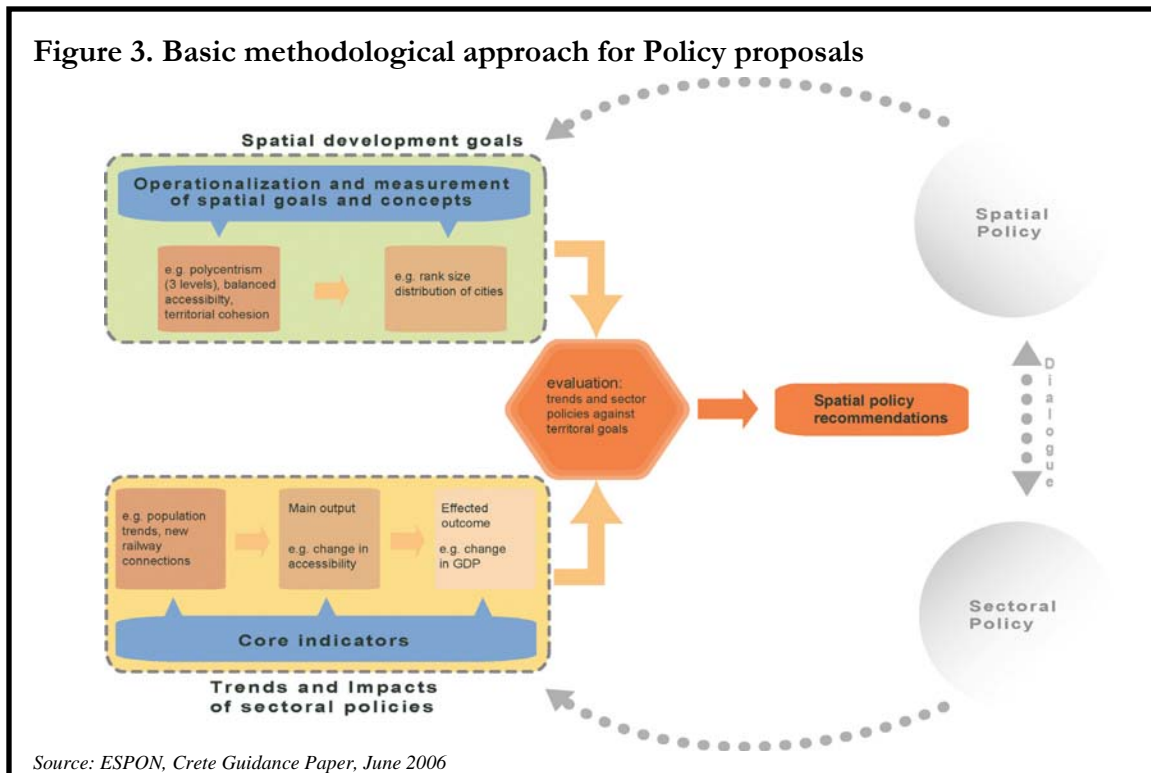 Figure 3. Basic methodological approach for Policy proposals
Spatial development goals
Operationalization and measurement
of spatial goals and concepts
e.g. polycentrism
(3 levels), balanced
accessibilty,
territorial cohesion
e.g. rank size
distribution of cities
Spatial
Policy
evaluation:
trends and sector
policies against
territoral goals
Spatial policy
recommendations
Dialogue
e.g. population
trends, new
railway
connections
Main output
e.g. change in
accessibility
Effected
outcome
e.g. change
in GDP
Core indicators
Sectoral
Policy
Trends and Impacts
of sectoral policies
Source: ESPON, Crete Guidance Paper, June 2006